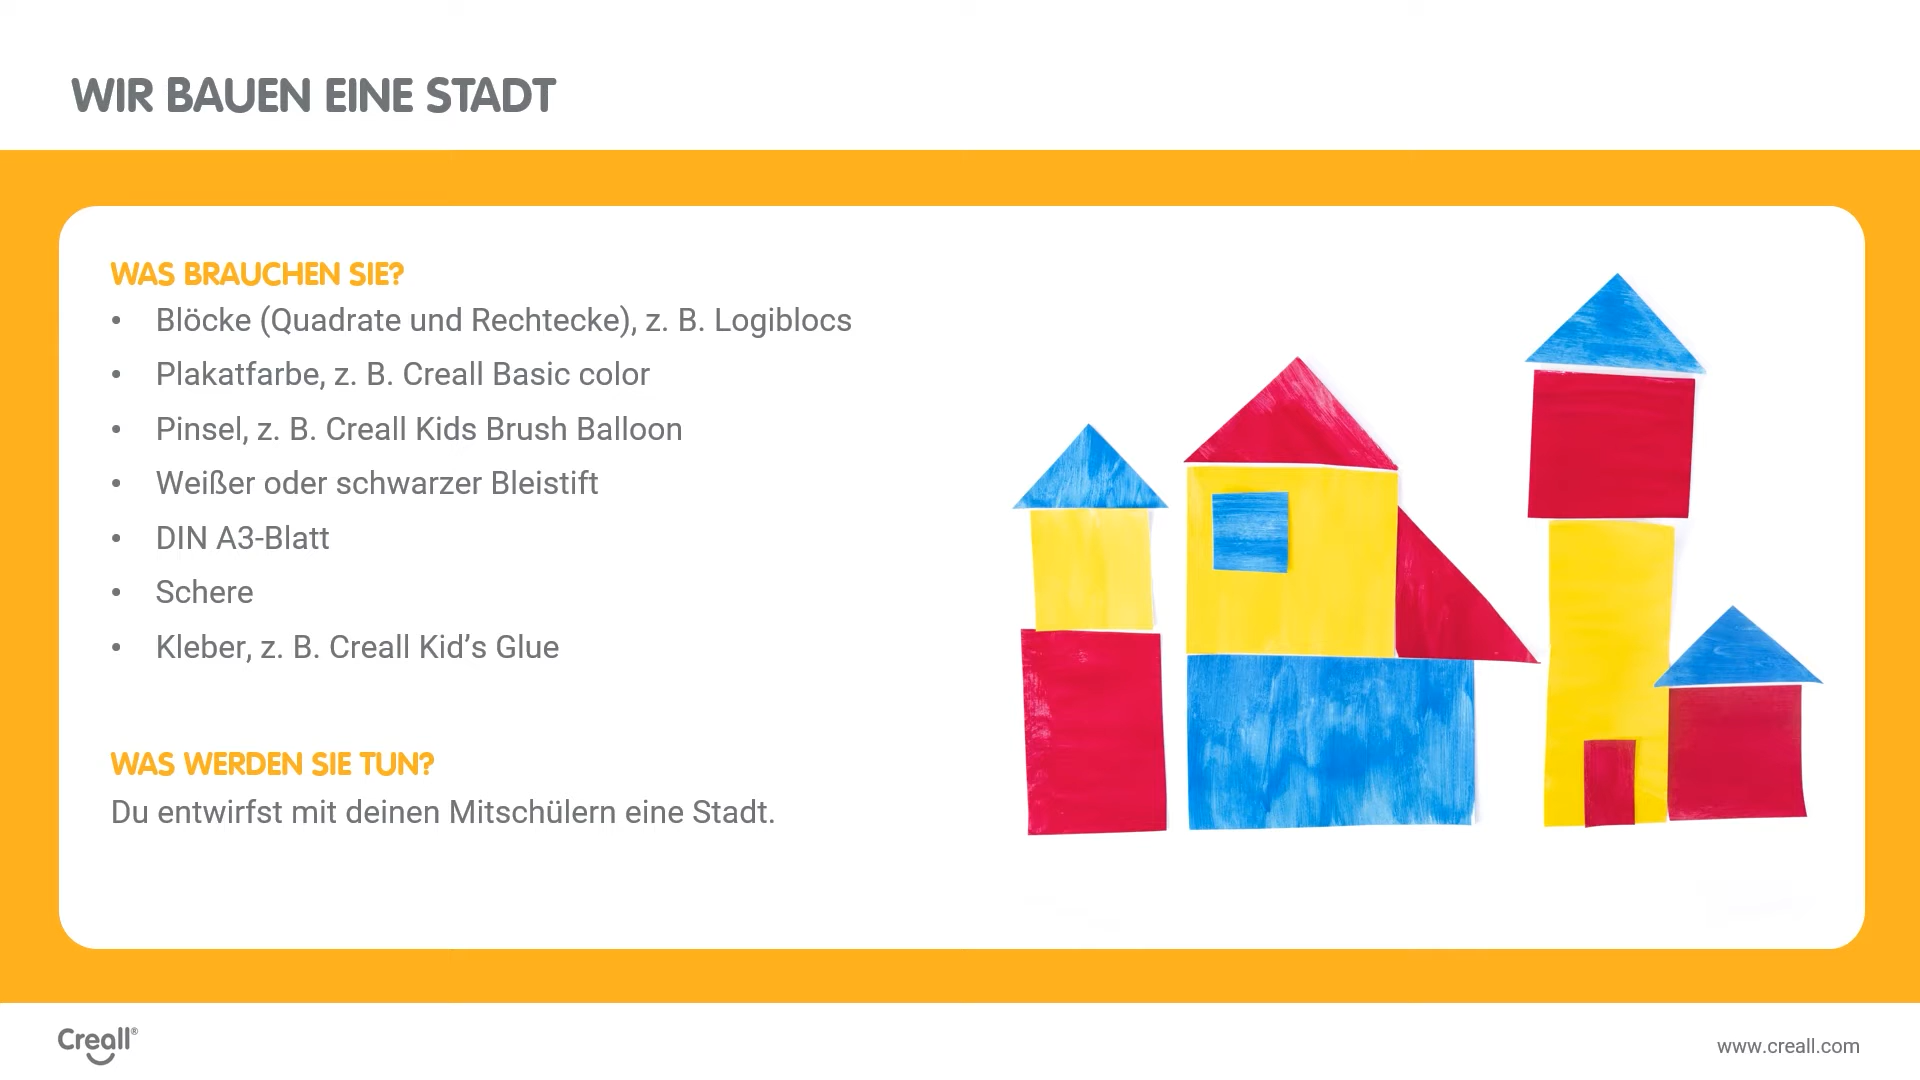 WIR BAUEN EINE STADT
WAS BRAUCHEN SIE?
• Blöcke (Quadrate und Rechtecke), z. B. Logiblocs
• Plakatfarbe, z. B. Creall Basic color
• Pinsel, z. B. Creall Kids Brush Balloon
• Weißer oder schwarzer Bleistift
• DIN A3-Blatt
• Schere
• Kleber, z. B. Creall Kid’s Glue
WAS WERDEN SIE TUN?
Du entwirfst mit deinen Mitschülern eine Stadt.
Creall®
www.creall.com